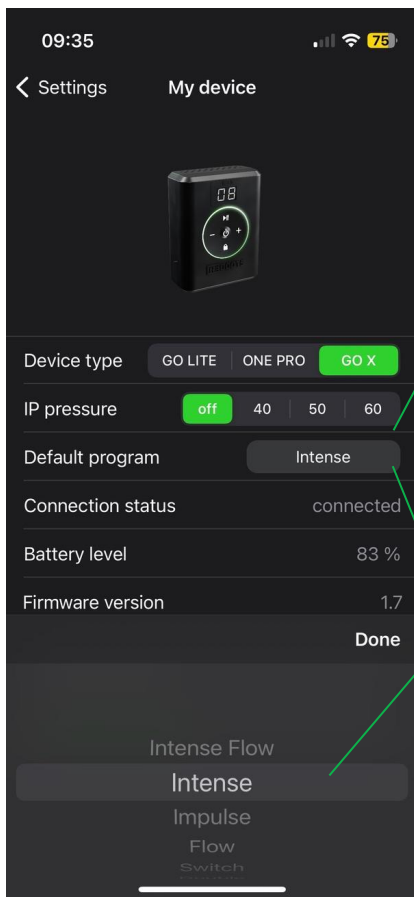 09:35 75
Settings My device
08
Device type GO LITE ONE PRO GO X
IP pressure off 40 50 60
Default program Intense
Connection status connected
Battery level 83 %
Firmware version 1.7
Done
Intense Flow
Intense
Impulse
Flow
Switch